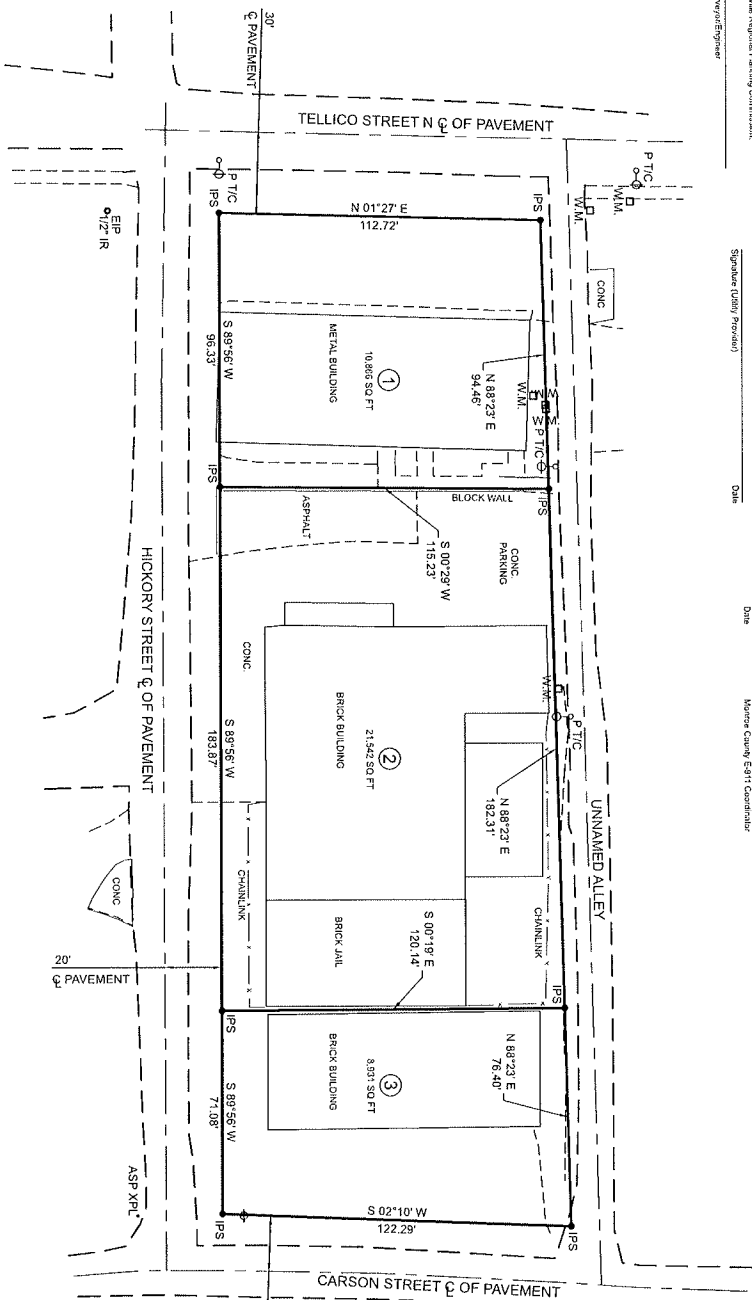 Regional Planning Commission.
Surveyor/Engineer
Signature (Utility Provider)
Date
Date
Monroe County E-911 Coordinator
30'
℄ PAVEMENT
TELLICO STREET N ℄ OF PAVEMENT
P T/C
P T/C
W.M.
W.M.
EIP
1/2" IR
IPS
N 01°27' E
112.72'
IPS
CONC
S 89°56' W
96.33'
METAL BUILDING
10,866 SQ FT
1
N 88°23' E
94.46'
W.M.
W.M.
W.M.
P T/C
IPS
IPS
BLOCK WALL
ASPHALT
S 00°29' W
115.23'
CONC.
PARKING
HICKORY STREET ℄ OF PAVEMENT
CONC.
S 89°56' W
183.87'
BRICK BUILDING
21,542 SQ FT
2
W.M.
P T/C
N 88°23' E
182.31'
UNNAMED ALLEY
CONC
CHAINLINK
BRICK JAIL
S 00°19' E
120.14'
CHAINLINK
20'
℄ PAVEMENT
IPS
IPS
S 89°56' W
71.08'
BRICK BUILDING
8,931 SQ FT
3
N 88°23' E
76.40'
ASP XPL
IPS
S 02°10' W
122.29'
IPS
CARSON STREET ℄ OF PAVEMENT